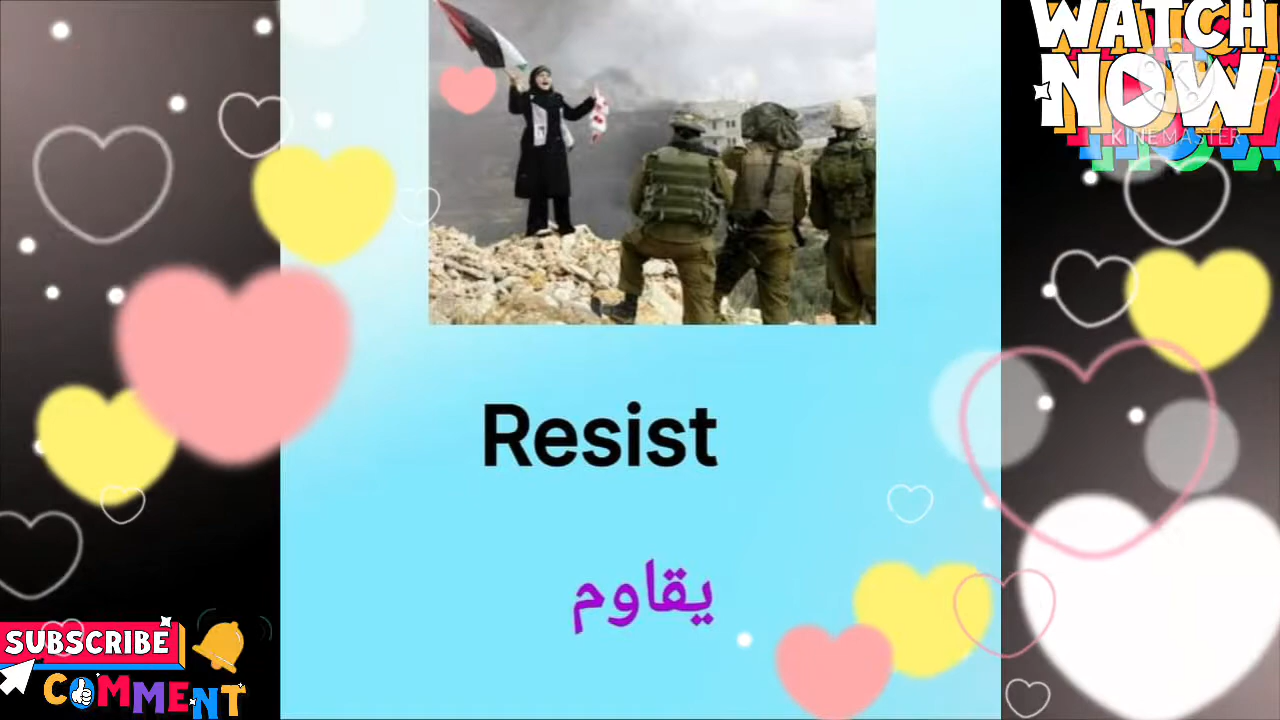 WATCH
NOW
KINEMASTER
Resist
يقاوم
SUBSCRIBE
COMMENT